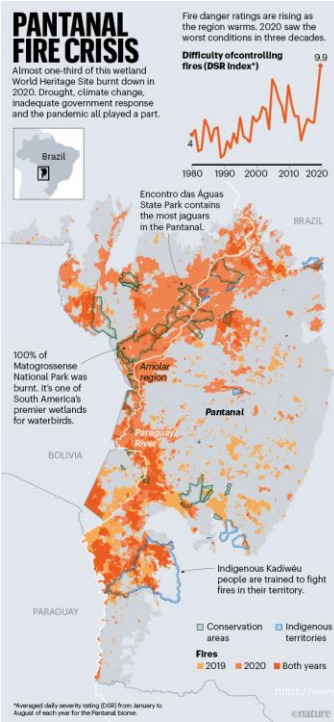 PANTANAL
FIRE CRISIS
Almost one-third of this wetland
World Heritage Site burnt down in
2020. Drought, climate change,
inadequate government response
and the pandemic all played a part.
Fire danger ratings are rising as
the region warms. 2020 saw the
worst conditions in three decades.
Difficulty of controlling
fires (DSR Index*)
9.9
4
1980 1990 2000 2010 2020
Brazil
Encontro das Águas
State Park contains
the most jaguars
in the Pantanal.
BRAZIL
100% of
Matogrossense
National Park was
burnt. It's one of
South America's
premier wetlands
for waterbirds.
Amolar
region
Pantanal
Paraguay
River
BOLIVIA
Indigenous Kadiwéu
people are trained to fight
fires in their territory.
PARAGUAY
Conservation
areas
Indigenous
territories
Fires
2019 2020 Both years
https://www
*Averaged daily severity rating (DSR) from January to
August of each year for the Pantanal biome.
©nature